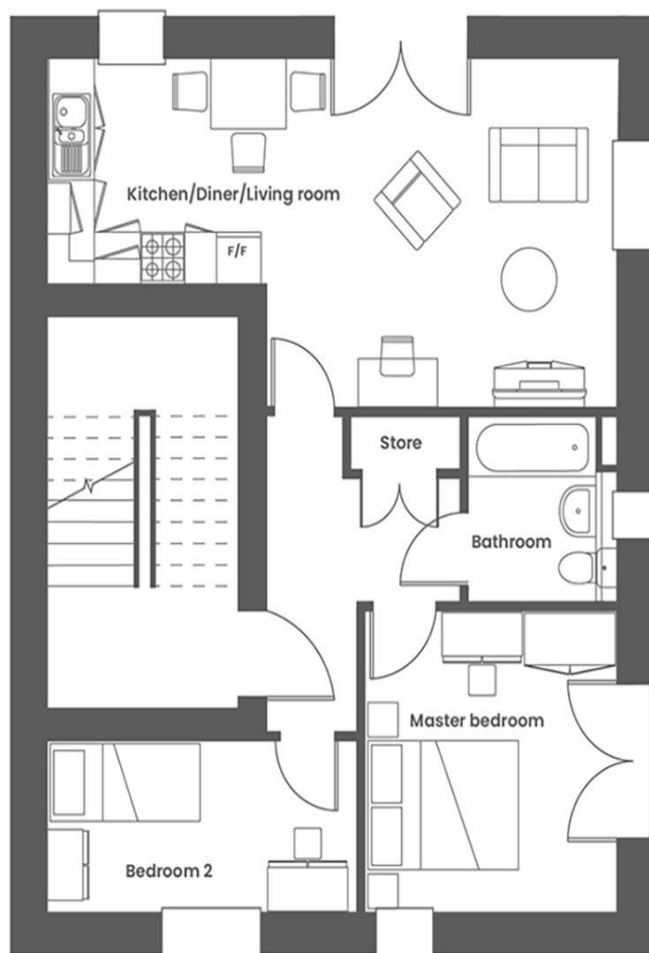 Kitchen/Diner/Living room
F/F
Store
Bathroom
Master bedroom
Bedroom 2